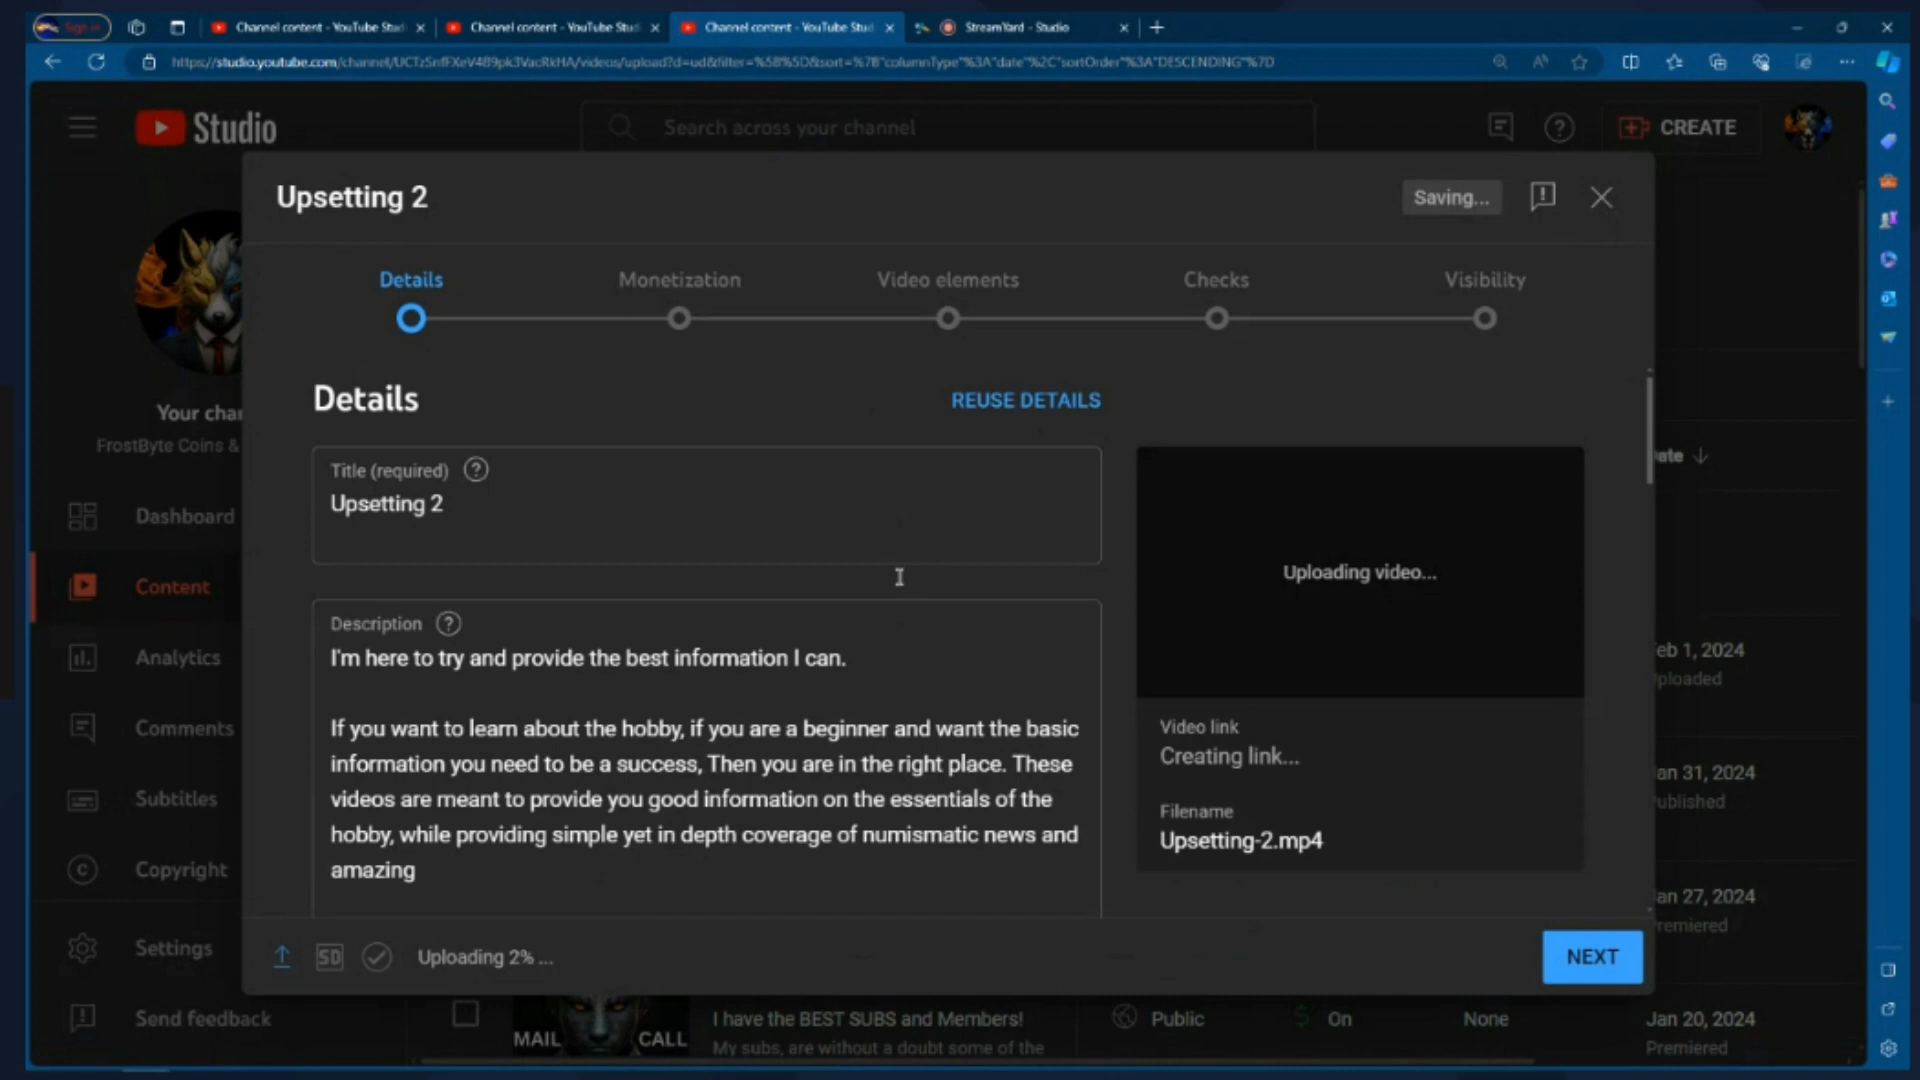 Sign in
Channel content - YouTube Stud
Channel content - YouTube Stud
Channel content - YouTube Stud
StreamYard - Studio
Studio
Search across your channel
CREATE
Upsetting 2
Saving...
Details
Monetization
Video elements
Checks
Visibility
Details
REUSE DETAILS
Title (required)
Upsetting 2
Description
I'm here to try and provide the best information I can.
If you want to learn about the hobby, if you are a beginner and want the basic
information you need to be a success, Then you are in the right place. These
videos are meant to provide you good information on the essentials of the
hobby, while providing simple yet in depth coverage of numismatic news and
amazing
Uploading video...
Video link
Creating link...
Filename
Upsetting-2.mp4
SD
Uploading 2% ...
NEXT
Your cha
FrostByte Coins &
Dashboard
Content
Analytics
Comments
Subtitles
Copyright
Settings
Send feedback
ate
eb 1, 2024
ploaded
an 31, 2024
ublished
an 27, 2024
remiered
MAIL CALL
I have the BEST SUBS and Members!
My subs, are without a doubt some of the
Public
On
None
Jan 20, 2024
Premiered